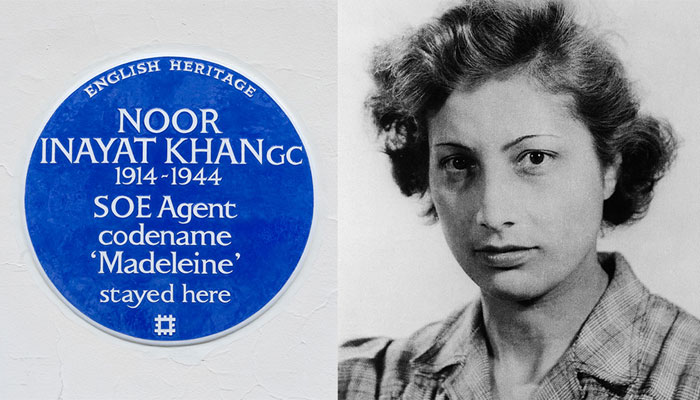 ENGLISH HERITAGE
NOOR
INAYAT KHAN GC
1914-1944
SOE Agent
codename
‘Madeleine’
stayed here